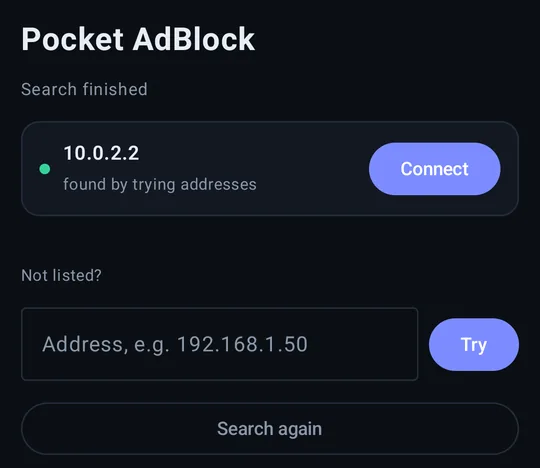 Pocket AdBlock
Search finished
10.0.2.2
found by trying addresses
Connect
Not listed?
Address, e.g. 192.168.1.50
Try
Search again